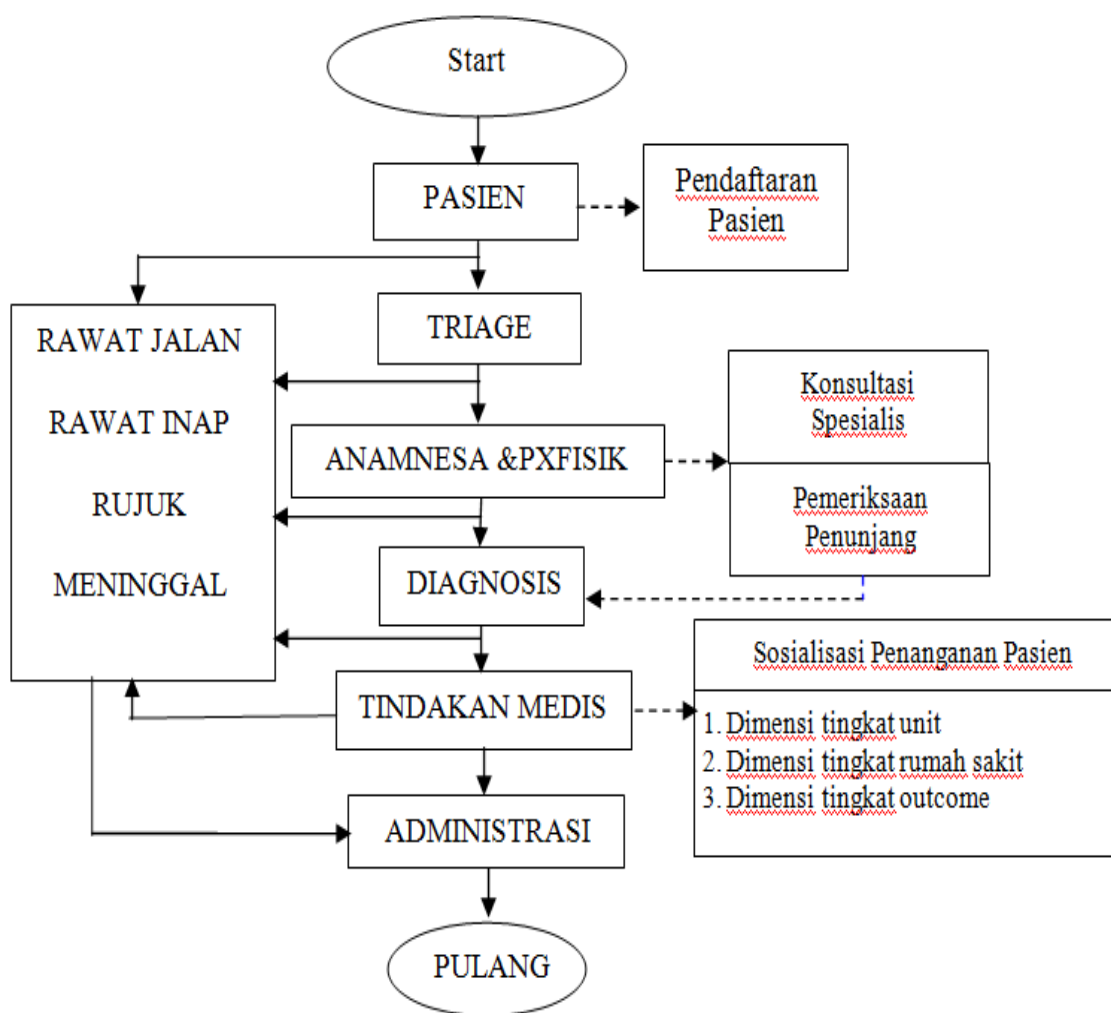 Start
PASIEN
Pendaftaran
Pasien
TRIAGE
RAWAT JALAN
RAWAT INAP
RUJUK
MENINGGAL
Konsultasi
Spesialis
ANAMNESA &PXFISIK
Pemeriksaan
Penunjang
DIAGNOSIS
Sosialisasi Penanganan Pasien
TINDAKAN MEDIS
1. Dimensi tingkat unit
2. Dimensi tingkat rumah sakit
3. Dimensi tingkat outcome
ADMINISTRASI
PULANG